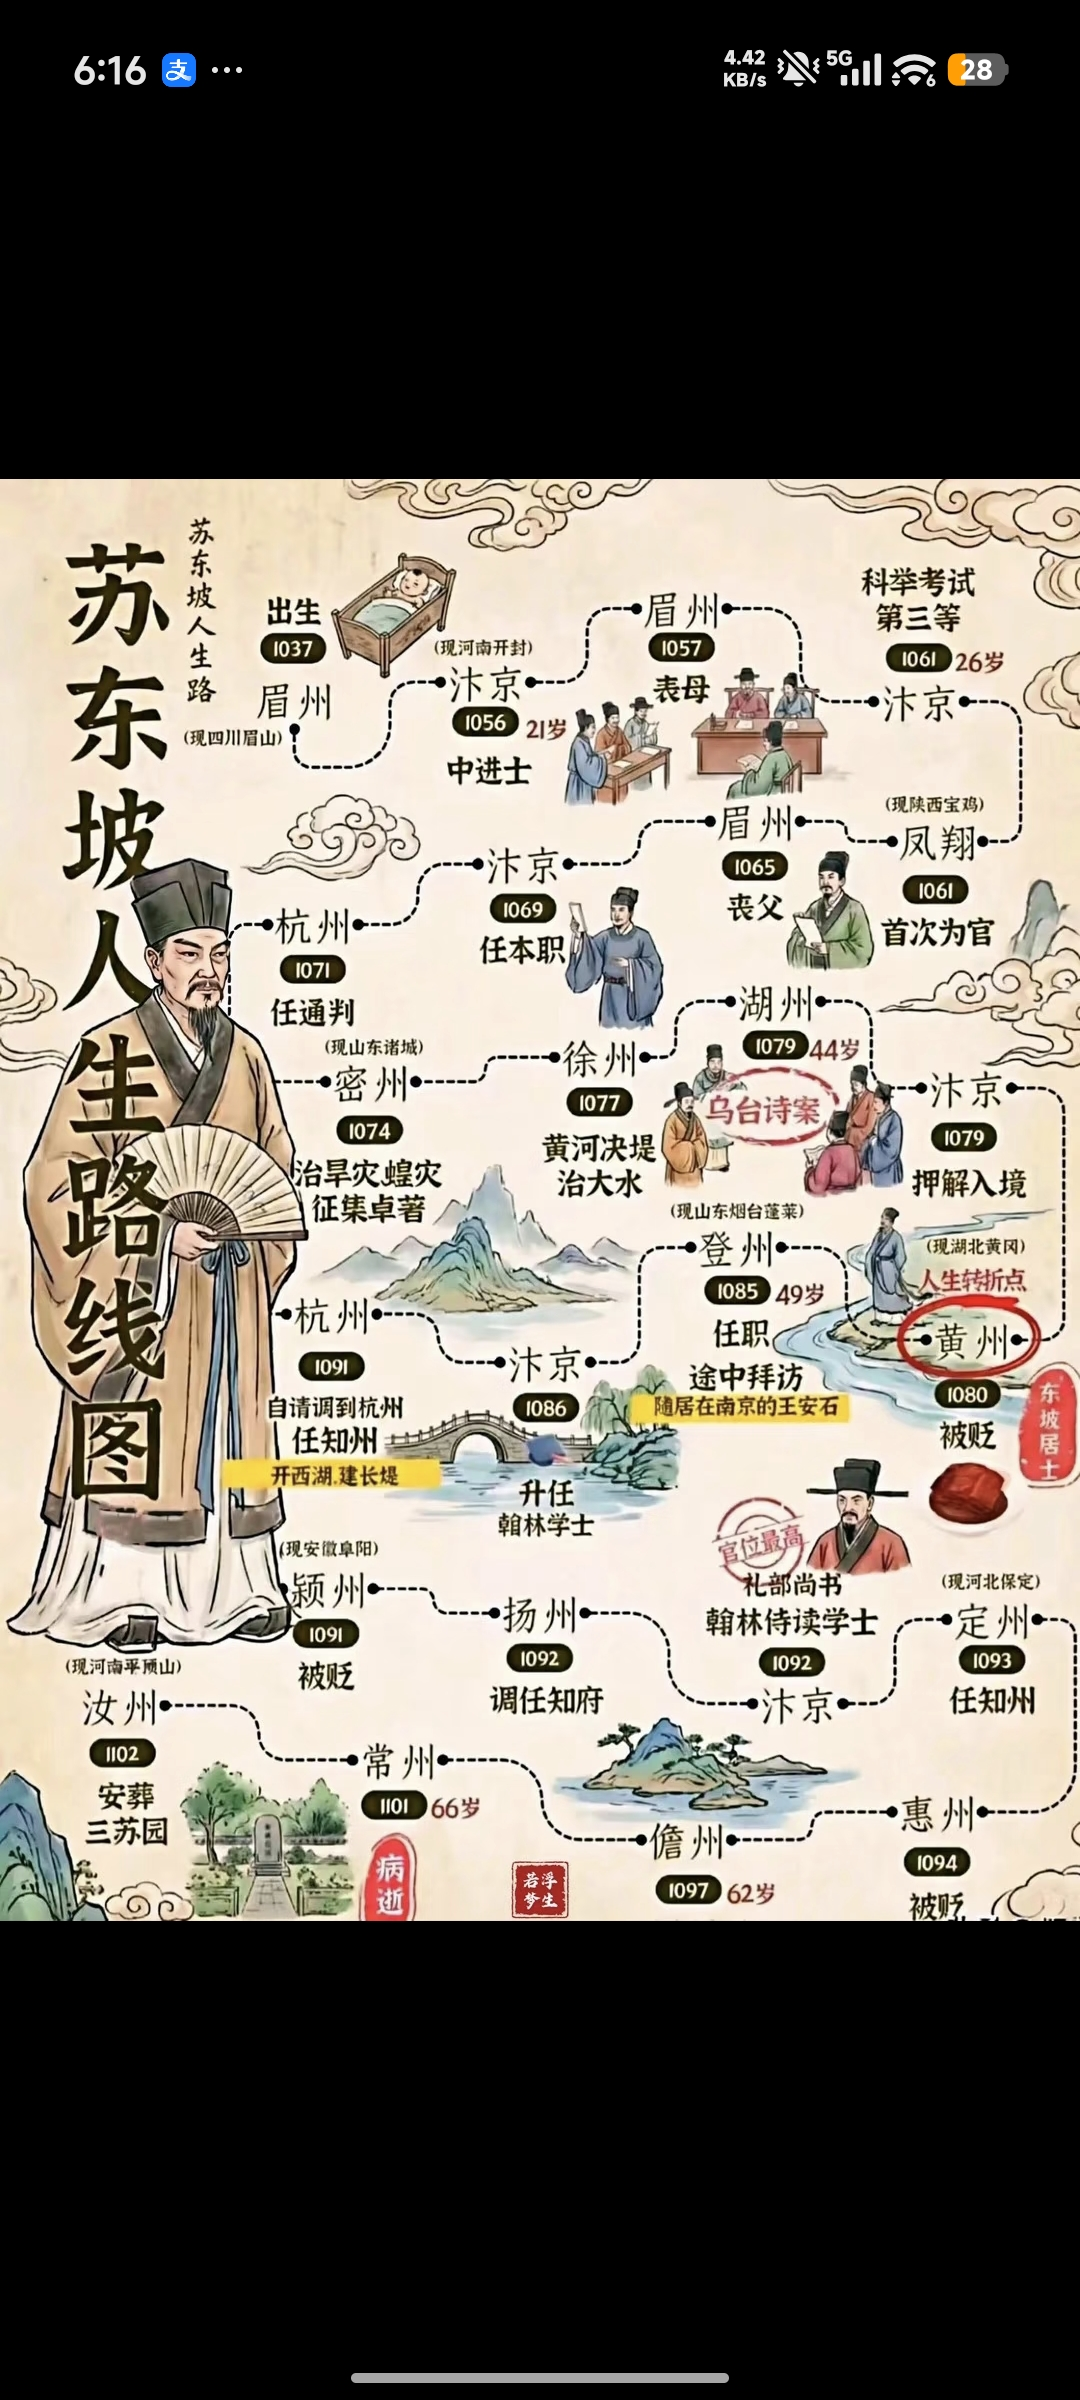 6:16
支
4.42
KB/s
5G
6
28
苏东坡人生路线图
苏东坡人生路
出生
1037
眉州
(现四川眉山)
(现河南开封)
汴京
1056 21岁
中进士
眉州
1057
丧母
科举考试
第三等
1061 26岁
汴京
(现陕西宝鸡)
凤翔
1061
首次为官
眉州
1065
丧父
汴京
1069
任本职
杭州
1071
任通判
(现山东诸城)
密州
1074
治旱灾,蝗灾
征集卓著
徐州
1077
黄河决堤
治大水
湖州
1079 44岁
乌台诗案
汴京
1079
押解入境
(现湖北黄冈)
人生转折点
黄州
1080
被贬
东坡居士
(现山东烟台蓬莱)
登州
1085 49岁
任职
途中拜访
随居在南京的王安石
汴京
1086
升任
翰林学士
杭州
1091
自请调到杭州
任知州
开西湖.建长堤
(现安徽阜阳)
颍州
1091
被贬
扬州
1092
调任知府
官位最高
礼部尚书
翰林侍读学士
1092
汴京
(现河北保定)
定州
1093
任知州
惠州
1094
被贬
儋州
1097 62岁
常州
1101 66岁
病逝
(现河南平顶山)
汝州
1102
安葬
三苏园
若浮
梦生